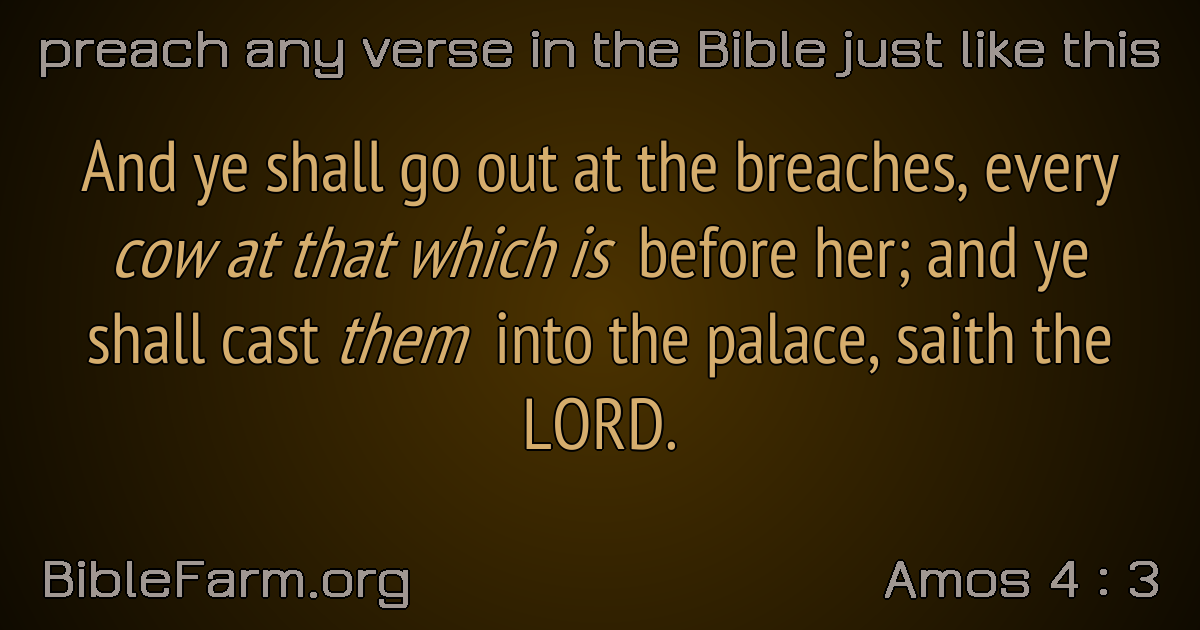 preach any verse in the Bible just like this
And ye shall go out at the breaches, every
cow at that which is before her; and ye
shall cast them into the palace, saith the
LORD.
BibleFarm.org
Amos 4 : 3